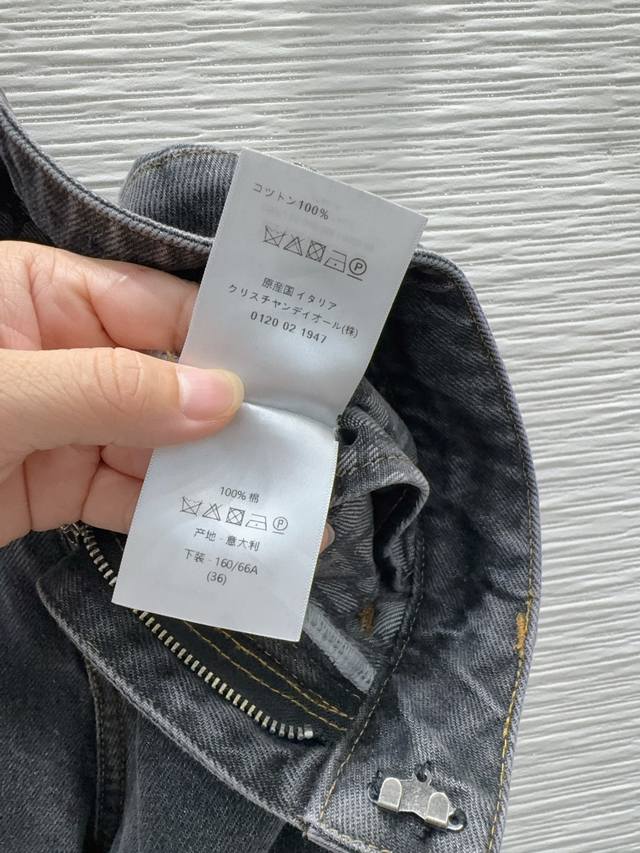 コットン100%
原産国 イタリア
クリスチャンディオール(株)
0120 02 1947
100% 棉
产地 - 意大利
下装 - 160/66A
(36)